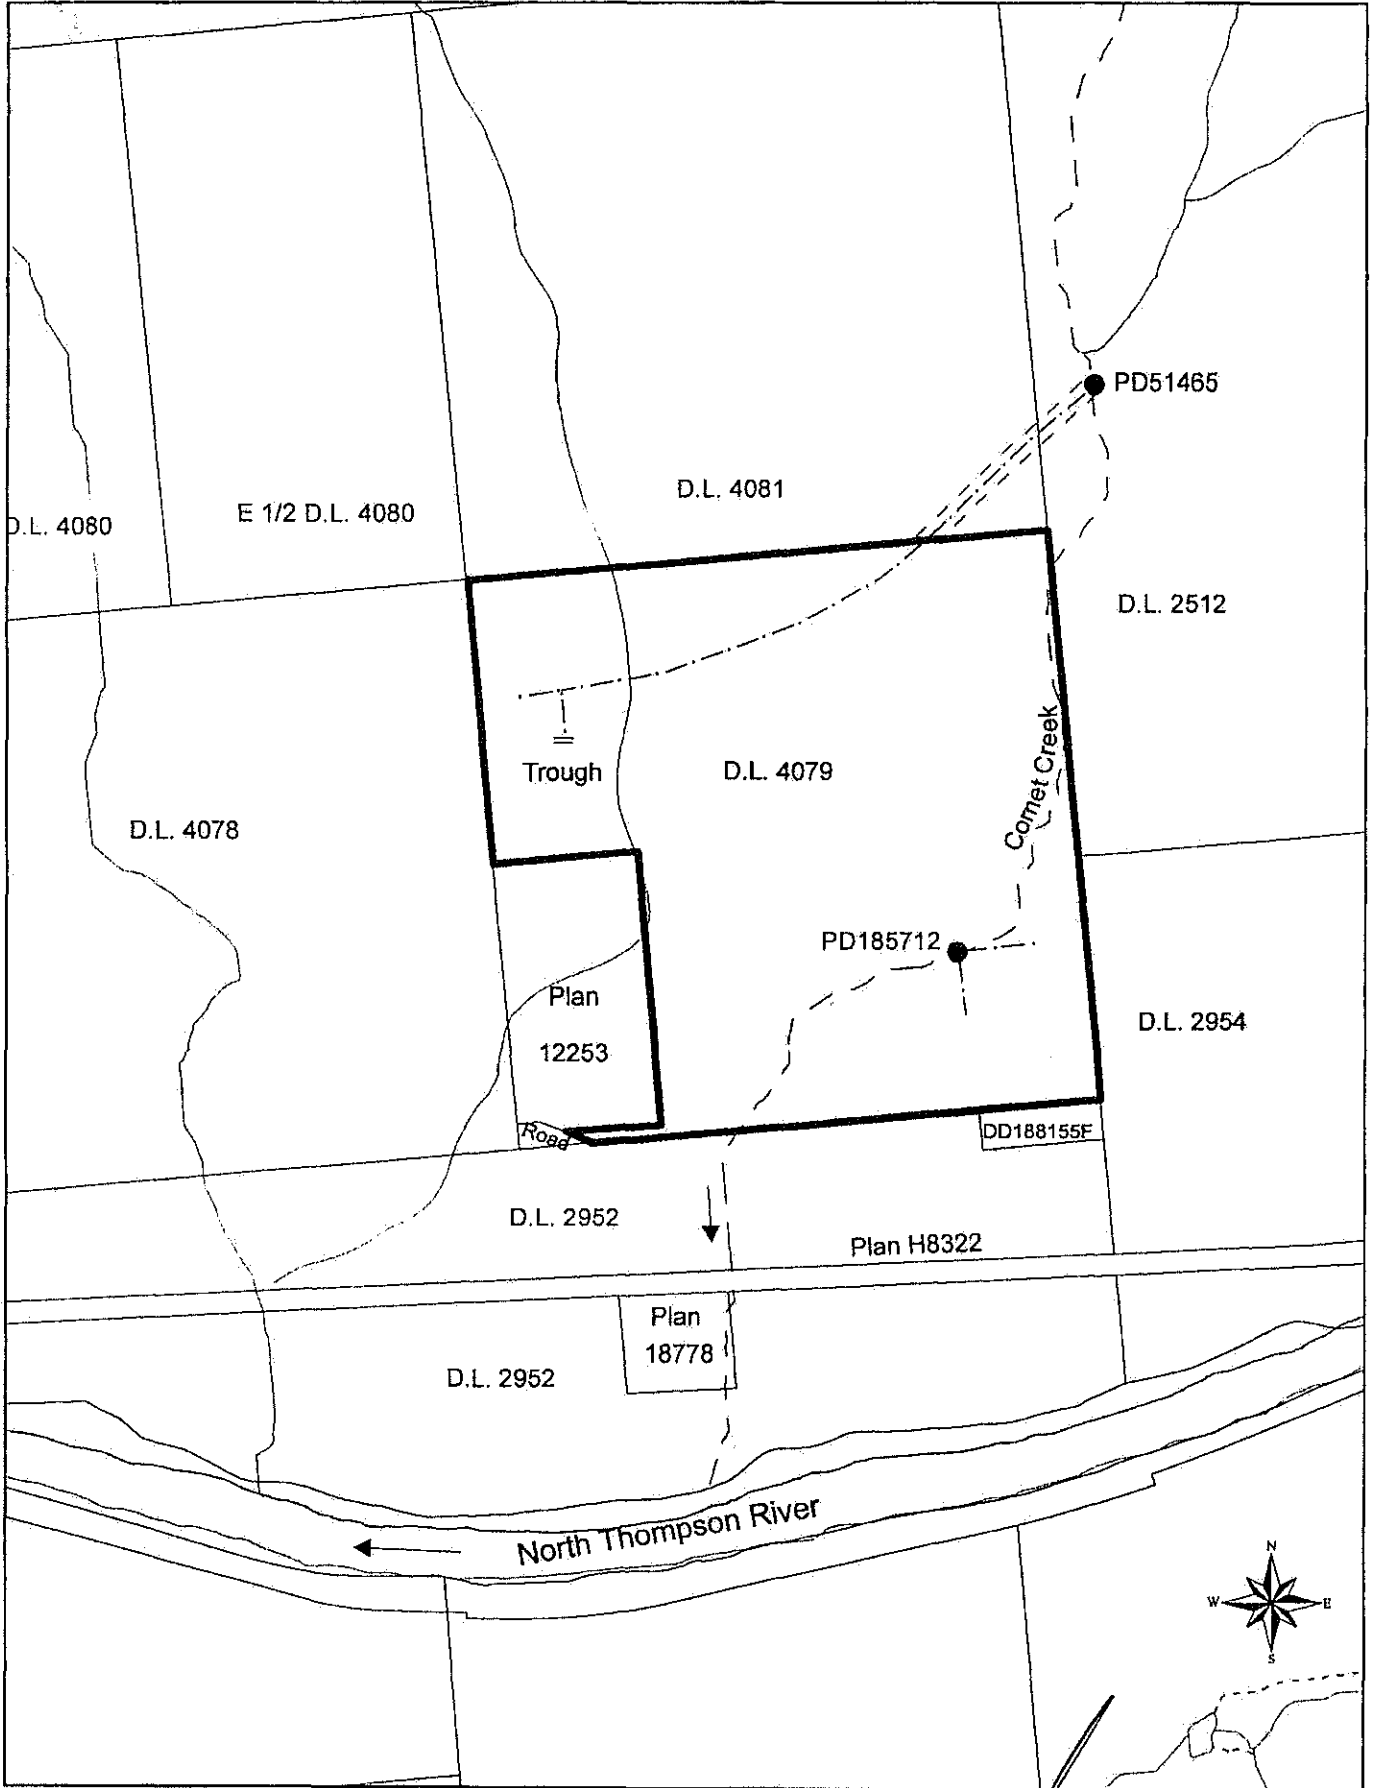 PD51465
D.L. 4081
E 1/2 D.L. 4080
D.L. 4080
D.L. 2512
Comet Creek
Trough
D.L. 4079
D.L. 4078
PD185712
Plan
12253
D.L. 2954
Road
DD188155F
D.L. 2952
Plan H8322
Plan
18778
D.L. 2952
North Thompson River
N
W
E
S